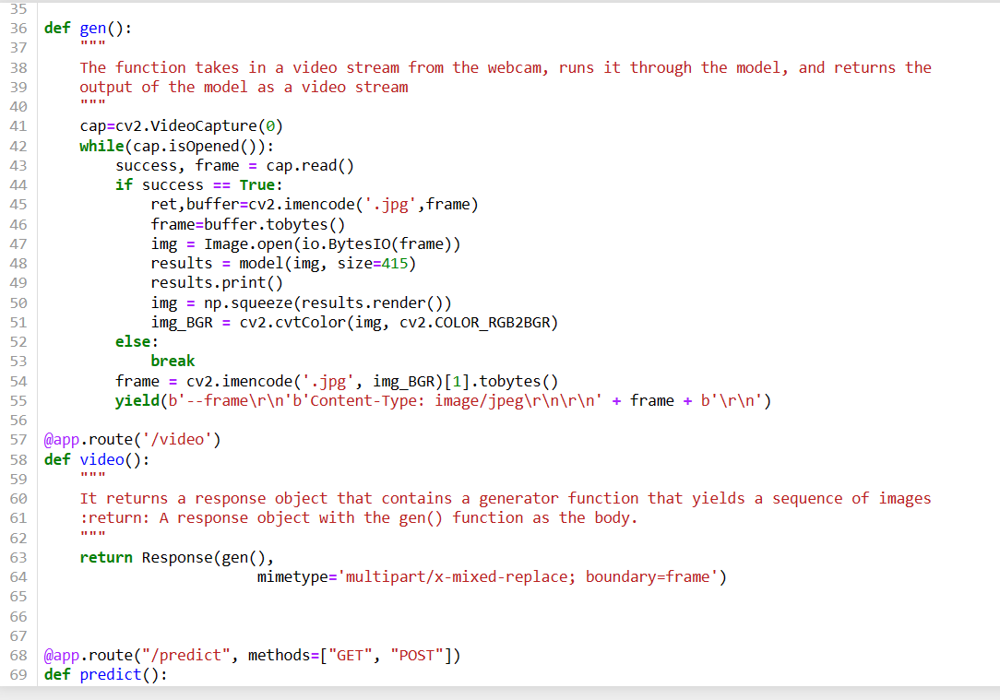 35
36 def gen():
37     """
38     The function takes in a video stream from the webcam, runs it through the model, and returns the
39     output of the model as a video stream
40     """
41     cap=cv2.VideoCapture(0)
42     while(cap.isOpened()):
43         success, frame = cap.read()
44         if success == True:
45             ret,buffer=cv2.imencode('.jpg',frame)
46             frame=buffer.tobytes()
47             img = Image.open(io.BytesIO(frame))
48             results = model(img, size=415)
49             results.print()
50             img = np.squeeze(results.render())
51             img_BGR = cv2.cvtColor(img, cv2.COLOR_RGB2BGR)
52         else:
53             break
54         frame = cv2.imencode('.jpg', img_BGR)[1].tobytes()
55         yield(b'--frame\r\n'b'Content-Type: image/jpeg\r\n\r\n' + frame + b'\r\n')
56
57 @app.route('/video')
58 def video():
59     """
60     It returns a response object that contains a generator function that yields a sequence of images
61     :return: A response object with the gen() function as the body.
62     """
63     return Response(gen(),
64                         mimetype='multipart/x-mixed-replace; boundary=frame')
65
66
67
68 @app.route("/predict", methods=["GET", "POST"])
69 def predict():